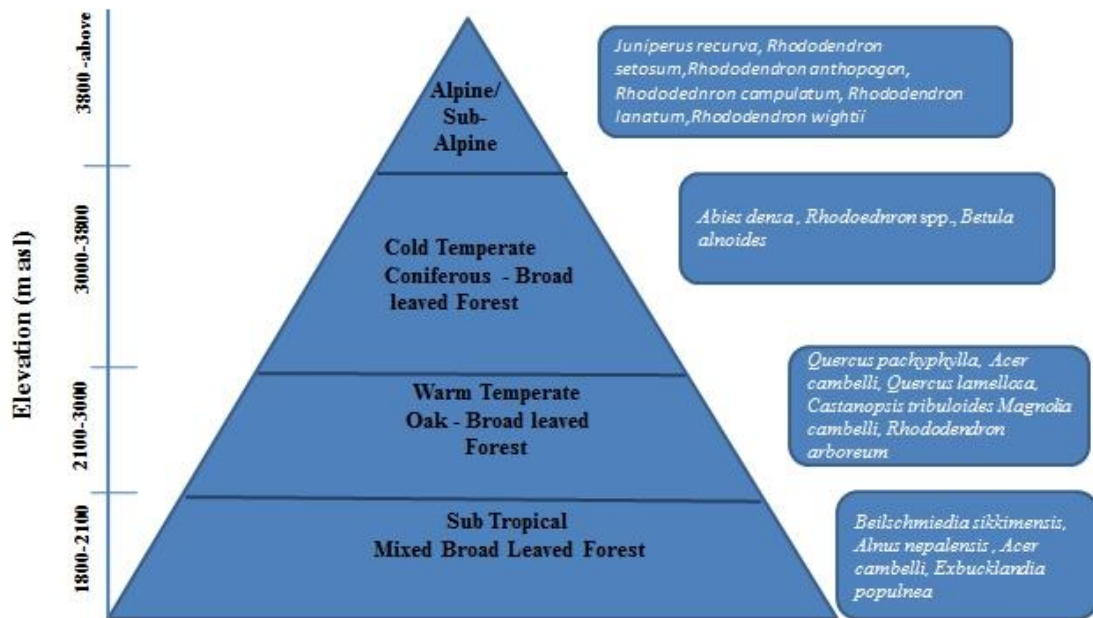 Elevation (m asl)
3800 -above
3000-3800
2100-3000
1800-2100
Alpine/
Sub-
Alpine
Cold Temperate
Coniferous - Broad
leaved Forest
Warm Temperate
Oak - Broad leaved
Forest
Sub Tropical
Mixed Broad Leaved Forest
Juniperus recurva, Rhododendron
setosum,Rhododendron anthopogon,
Rhododednron campulatum, Rhododendron
lanatum,Rhododendron wightii
Abies densa , Rhodoednron spp., Betula
alnoides
Quercus pachyphylla, Acer
cambelli, Quercus lamellosa,
Castanopsis tribuloides Magnolia
cambelli, Rhododendron
arboreum
Beilschmiedia sikkimensis,
Alnus nepalensis , Acer
cambelli, Exbucklandia
populnea